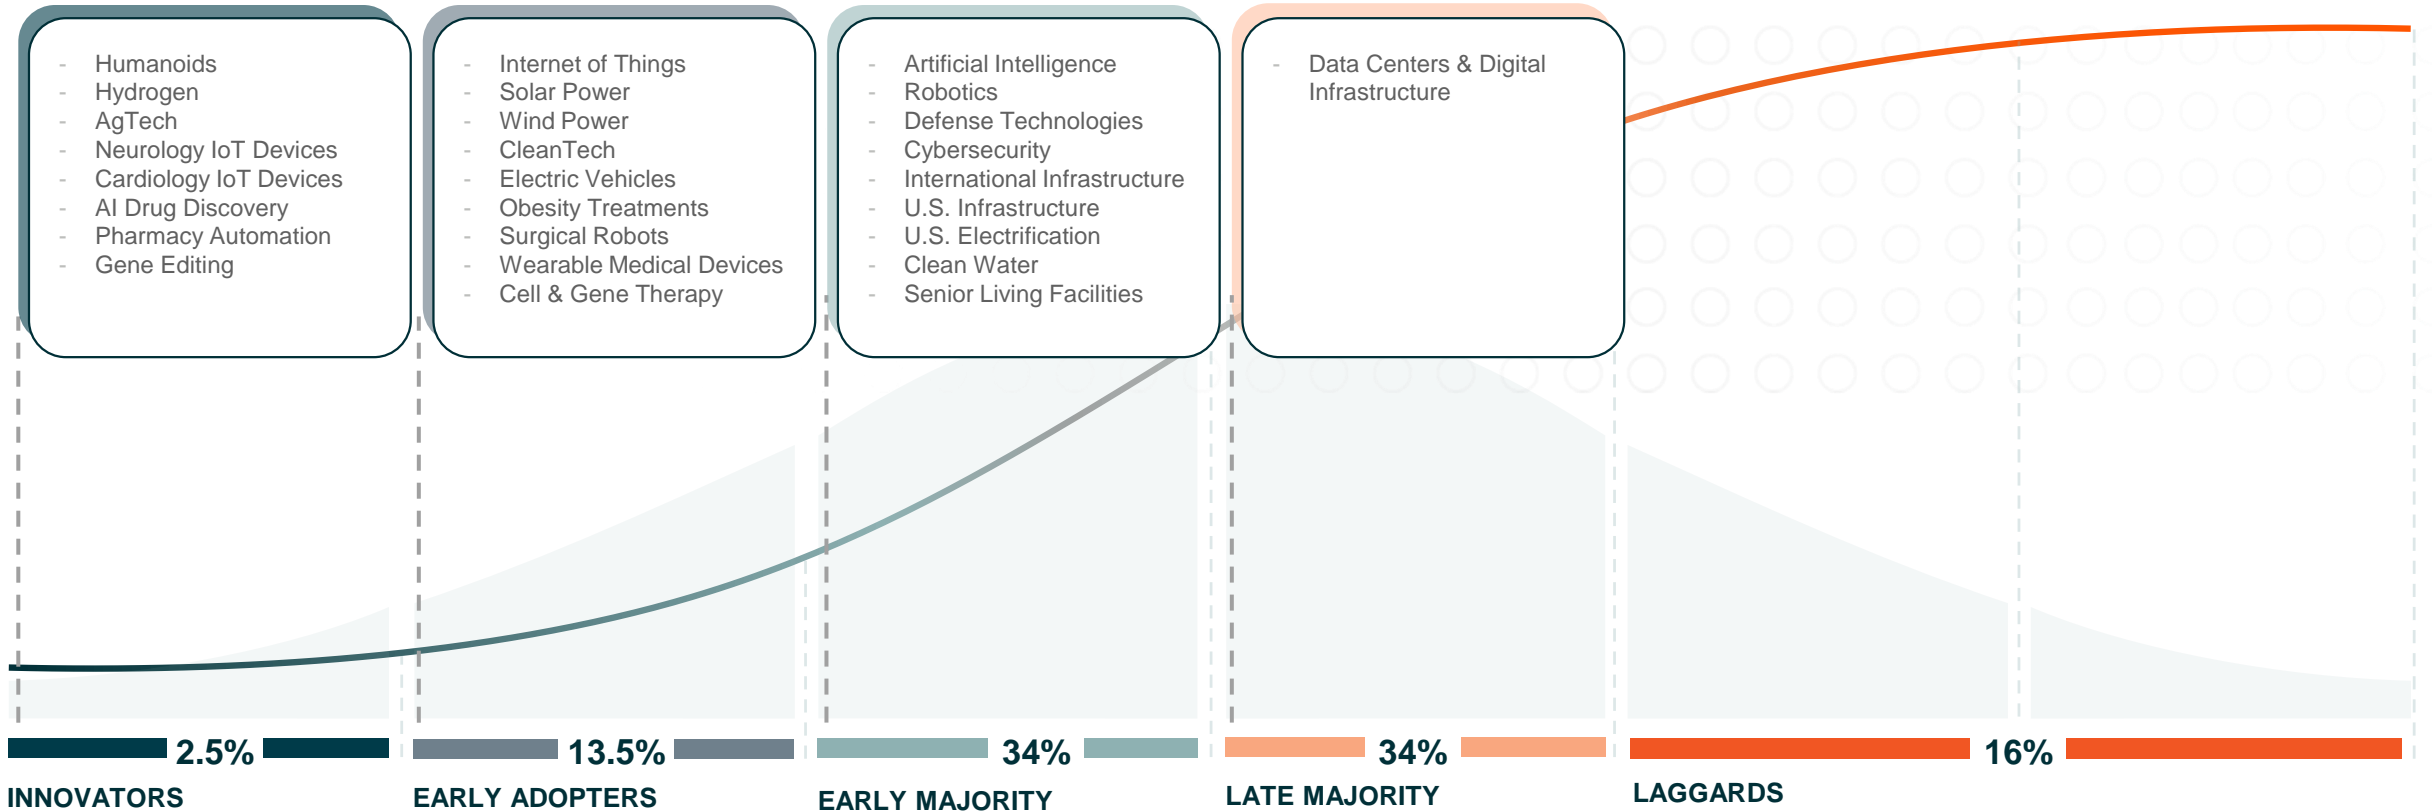 - Humanoids
- Hydrogen
- AgTech
- Neurology IoT Devices
- Cardiology IoT Devices
- AI Drug Discovery
- Pharmacy Automation
- Gene Editing
- Internet of Things
- Solar Power
- Wind Power
- CleanTech
- Electric Vehicles
- Obesity Treatments
- Surgical Robots
- Wearable Medical Devices
- Cell & Gene Therapy
- Artificial Intelligence
- Robotics
- Defense Technologies
- Cybersecurity
- International Infrastructure
- U.S. Infrastructure
- U.S. Electrification
- Clean Water
- Senior Living Facilities
- Data Centers & Digital
Infrastructure
2.5%
INNOVATORS
13.5%
EARLY ADOPTERS
34%
EARLY MAJORITY
34%
LATE MAJORITY
16%
LAGGARDS